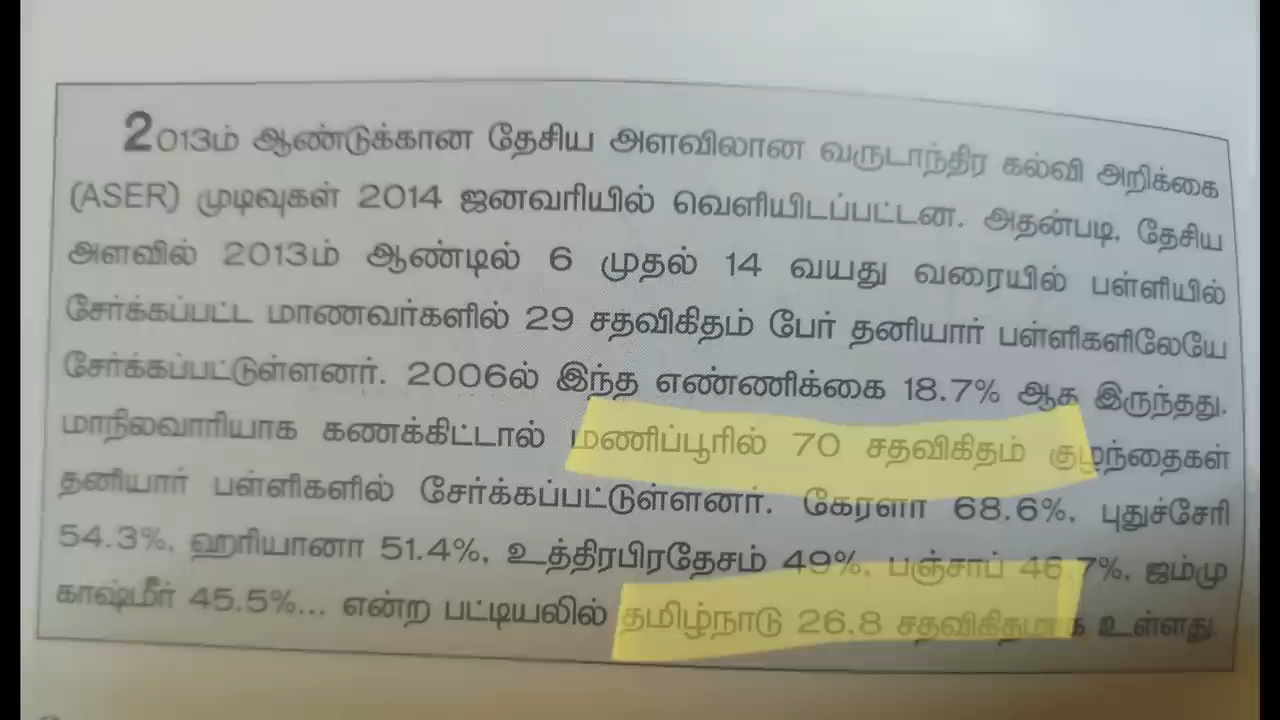 2013ம் ஆண்டுக்கான தேசிய அளவிலான வருடாந்திர கல்வி அறிக்கை
(ASER) முடிவுகள் 2014 ஜனவரியில் வெளியிடப்பட்டன. அதன்படி, தேசிய
அளவில் 2013ம் ஆண்டில் 6 முதல் 14 வயது வரையில் பள்ளியில்
சேர்க்கப்பட்ட மாணவர்களில் 29 சதவிகிதம் பேர் தனியார் பள்ளிகளிலேயே
சேர்க்கப்பட்டுள்ளனர். 2006ல் இந்த எண்ணிக்கை 18.7% ஆக இருந்தது.
மாநிலவாரியாக கணக்கிட்டால் மணிப்பூரில் 70 சதவிகிதம் குழந்தைகள்
தனியார் பள்ளிகளில் சேர்க்கப்பட்டுள்ளனர். கேரளா 68.6%, புதுச்சேரி
54.3%, ஹரியானா 51.4%, உத்திரபிரதேசம் 49%, பஞ்சாப் 46.7%, ஜம்மு
காஷ்மீர் 45.5%... என்ற பட்டியலில் தமிழ்நாடு 26.8 சதவிகிதமாக உள்ளது.